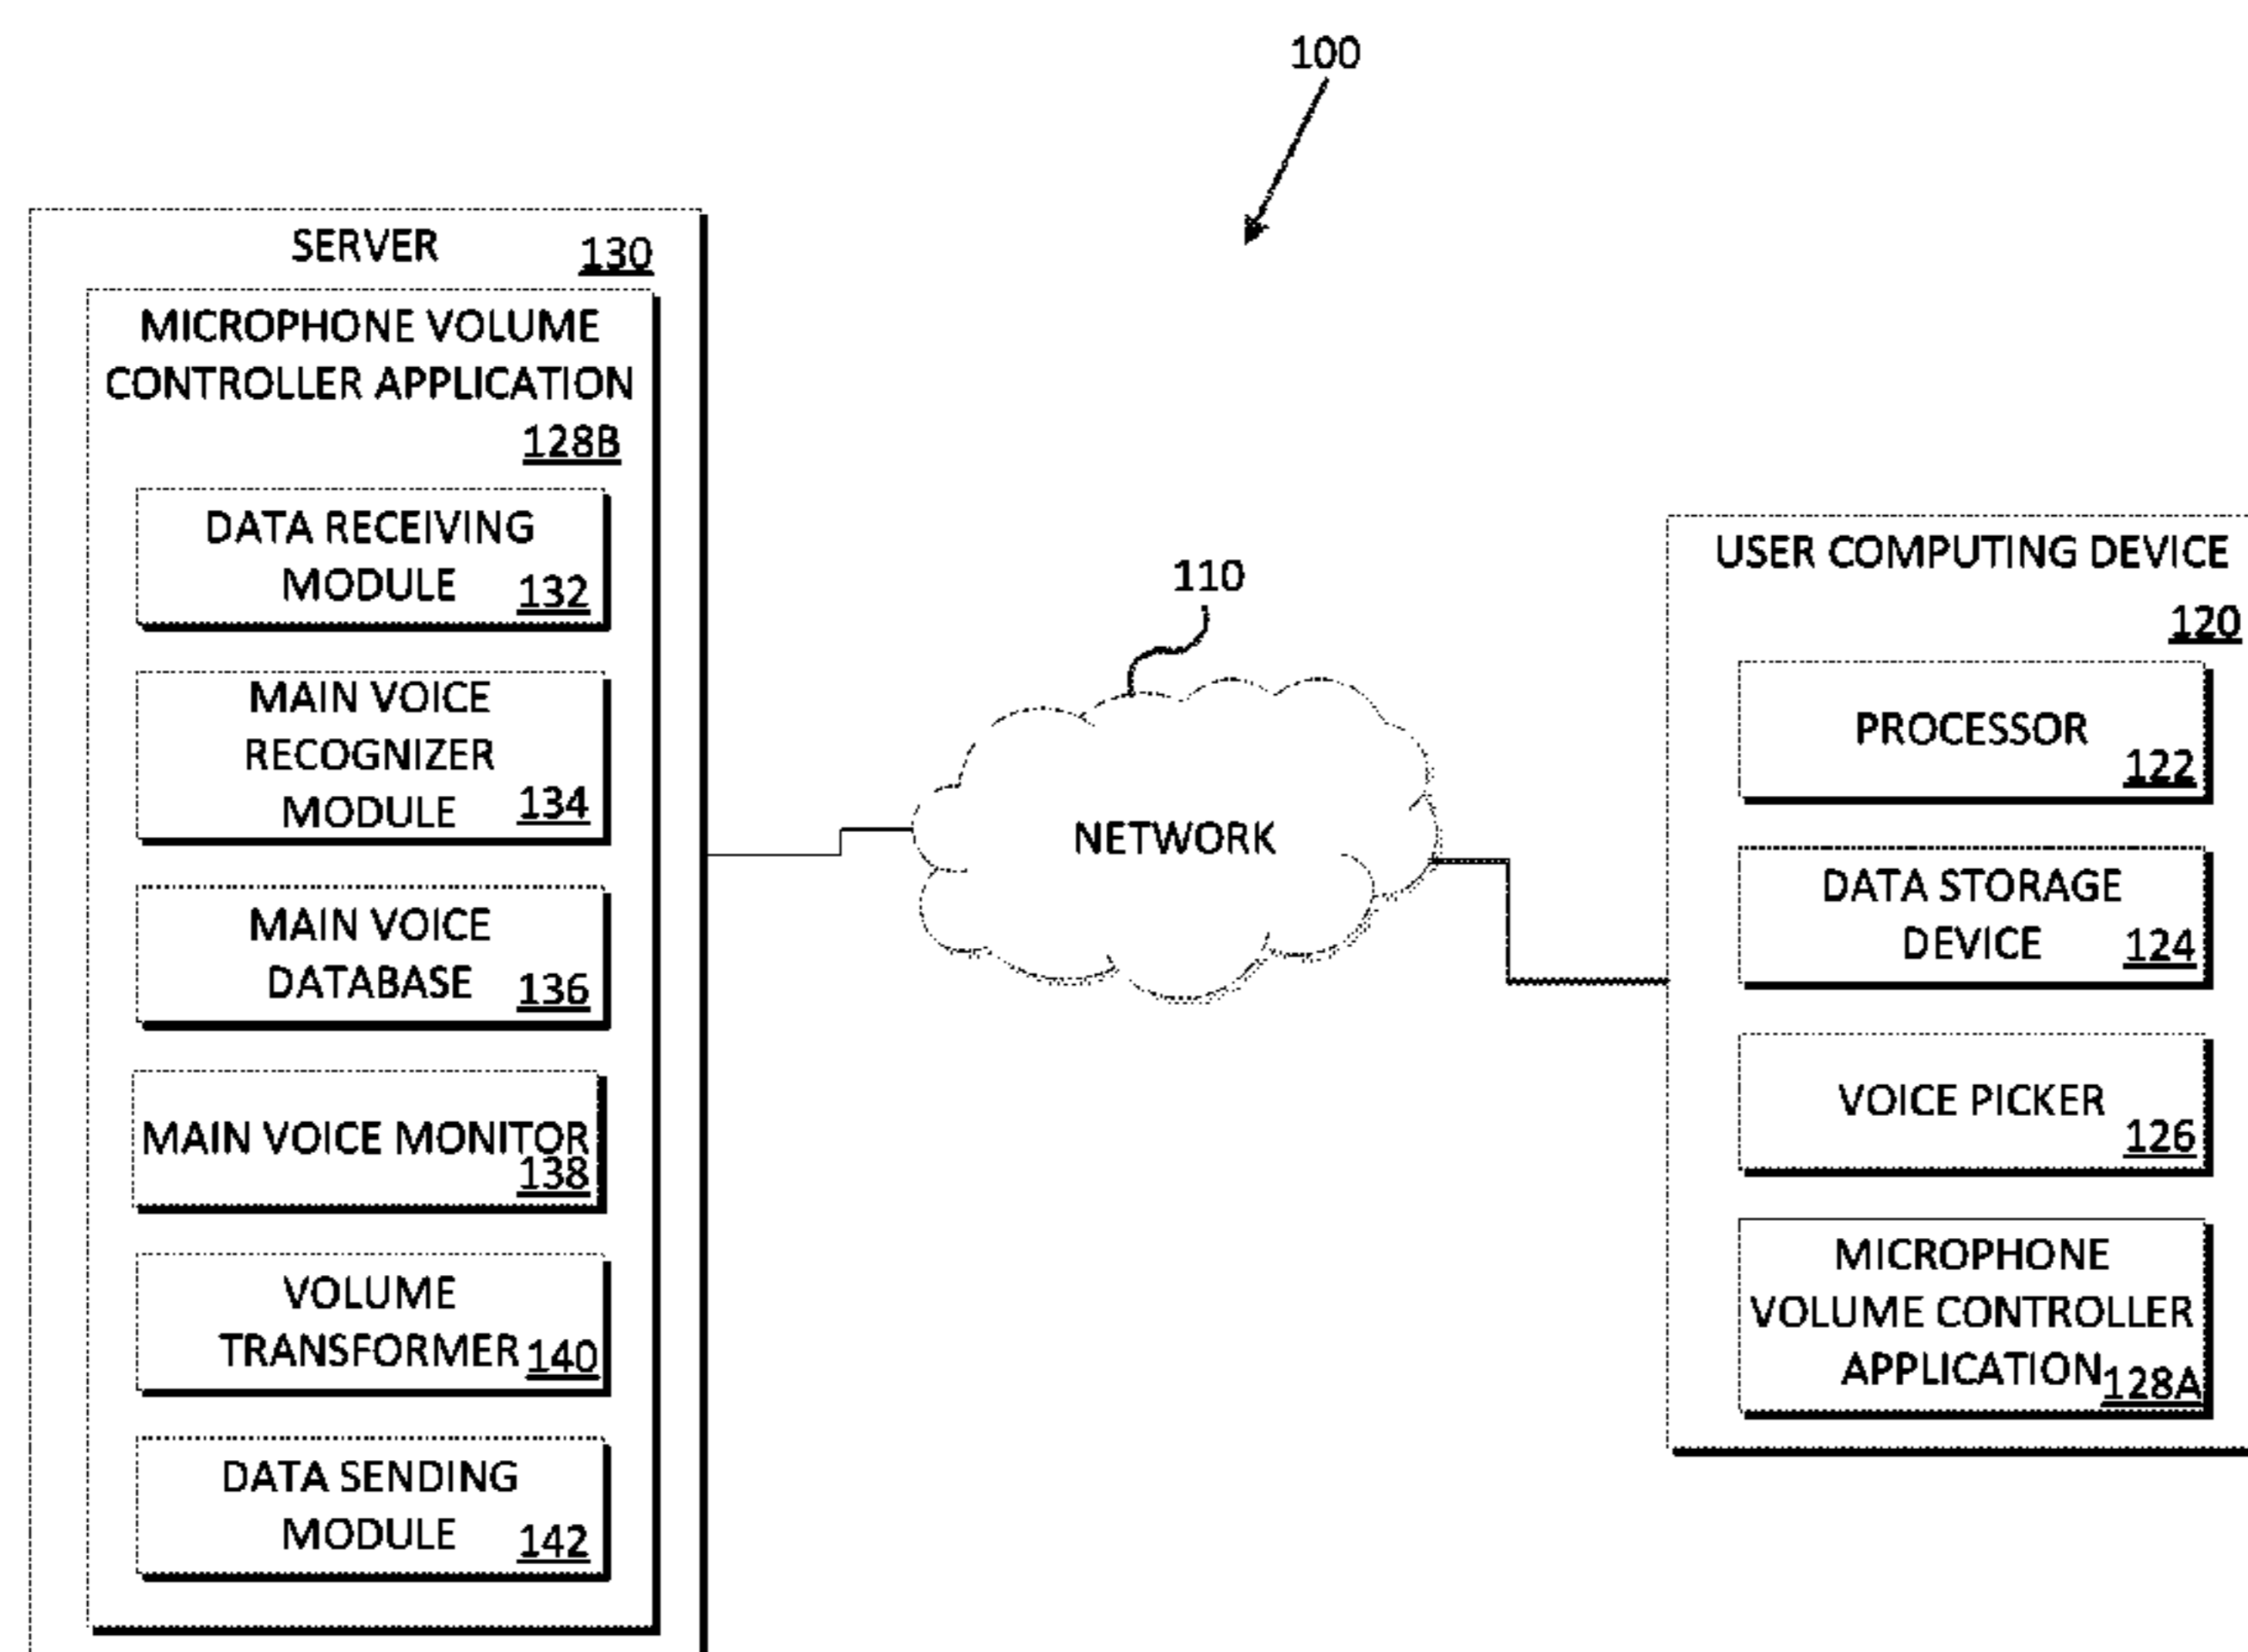 100
SERVER
130
MICROPHONE VOLUME
CONTROLLER APPLICATION
128B
DATA RECEIVING
MODULE 132
MAIN VOICE
RECOGNIZER
MODULE 134
MAIN VOICE
DATABASE 136
MAIN VOICE MONITOR
138
VOLUME
TRANSFORMER 140
DATA SENDING
MODULE 142
110
NETWORK
USER COMPUTING DEVICE
120
PROCESSOR
122
DATA STORAGE
DEVICE 124
VOICE PICKER
126
MICROPHONE
VOLUME CONTROLLER
APPLICATION 128A